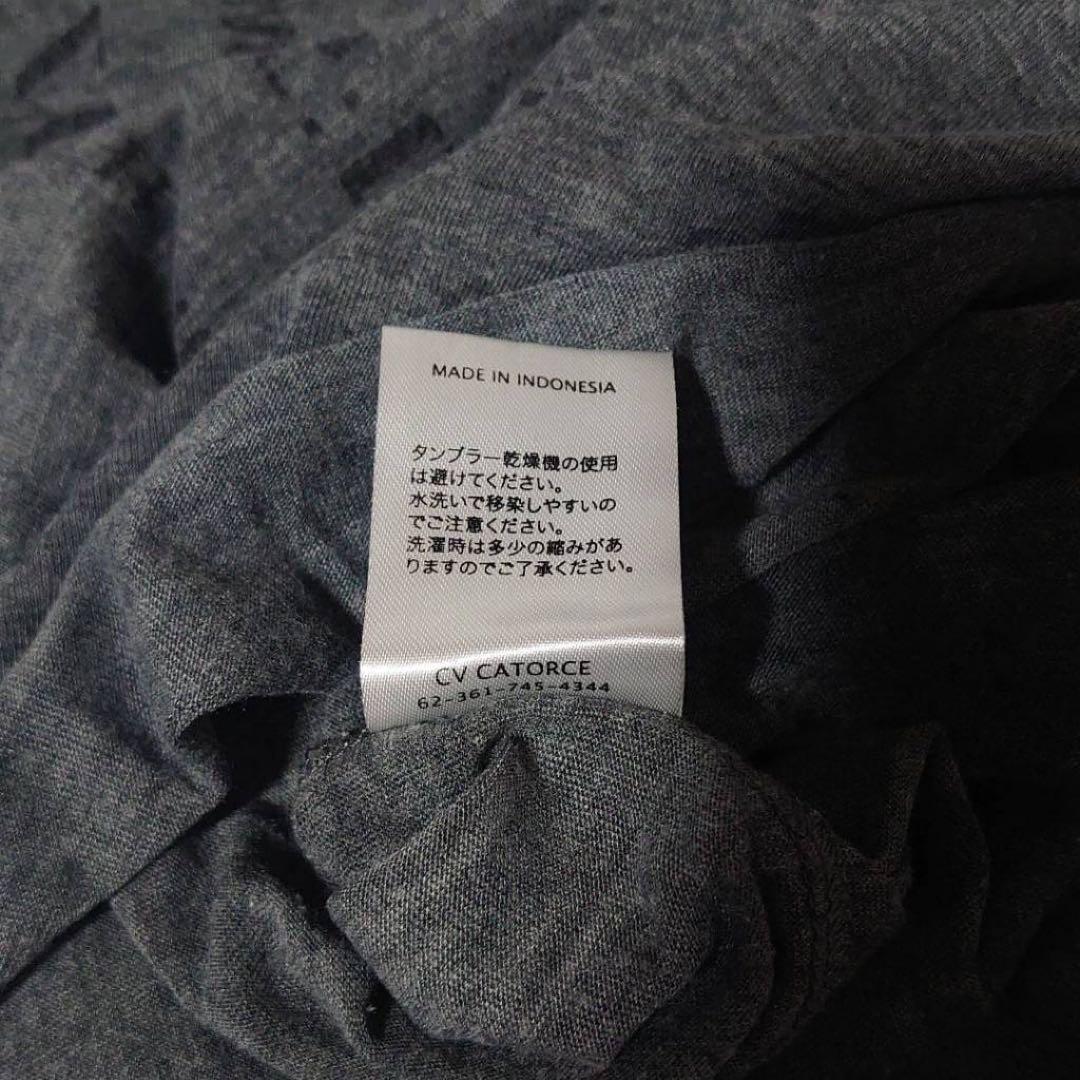 MADE IN INDONESIA
タンブラー乾燥機の使用
は避けてください。
水洗いで移染しやすいの
でご注意ください。
洗濯時は多少の縮みがあ
りますのでご了承ください。
CV CATORCE
62-361-745-4344